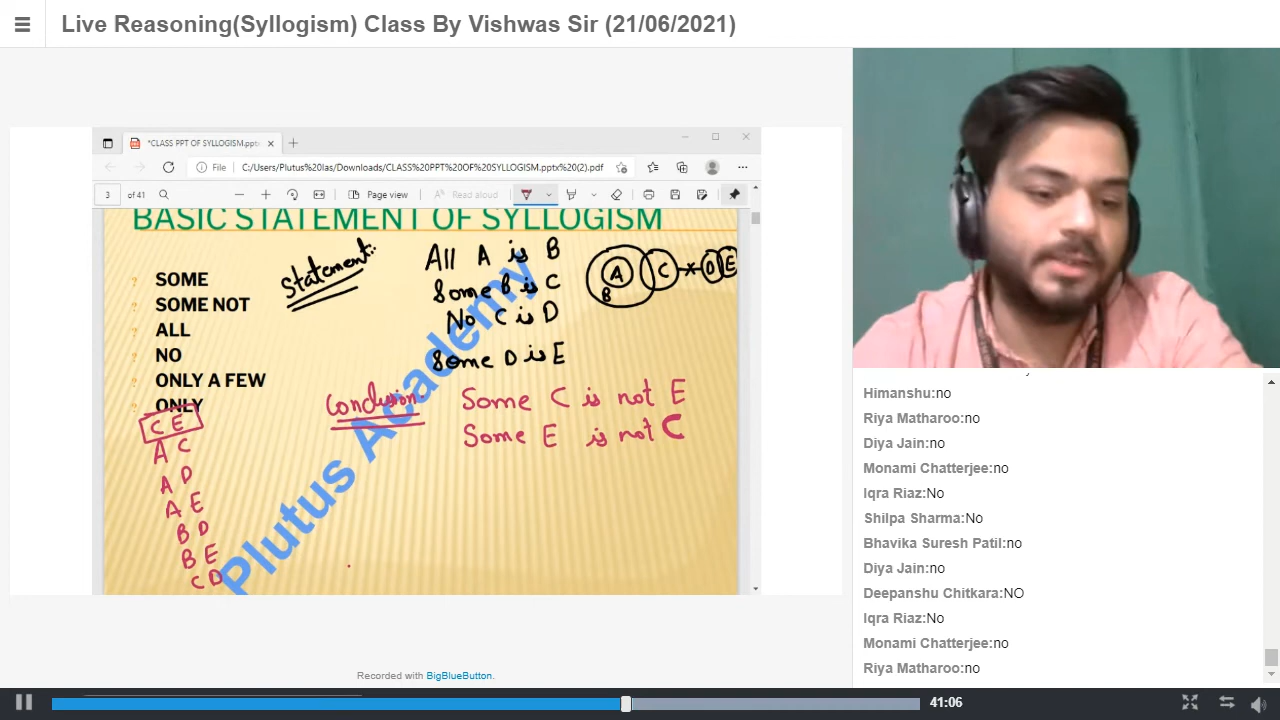 Live Reasoning(Syllogism) Class By Vishwas Sir (21/06/2021)
*CLASS PPT OF SYLLOGISM.pptx
File C:/Users/Plutus%20Ias/Downloads/CLASS%20PPT%20OF%20SYLLOGISM.pptx%20(2).pdf
3 of 41 Page view Read aloud
BASIC STATEMENT OF SYLLOGISM
? SOME
? SOME NOT
? ALL
? NO
? ONLY A FEW
? ONLY
Statement:
All A is B
Some B is C
No C is D
Some D is E
A B C D E
Conclusion:
Some C is not E
Some E is not C
C E
A C
A D
A E
B D
B E
C D
Plutus Academy
Recorded with BigBlueButton.
Himanshu:no
Riya Matharoo:no
Diya Jain:no
Monami Chatterjee:no
Iqra Riaz:No
Shilpa Sharma:No
Bhavika Suresh Patil:no
Diya Jain:no
Deepanshu Chitkara:NO
Iqra Riaz:No
Monami Chatterjee:no
Riya Matharoo:no
41:06